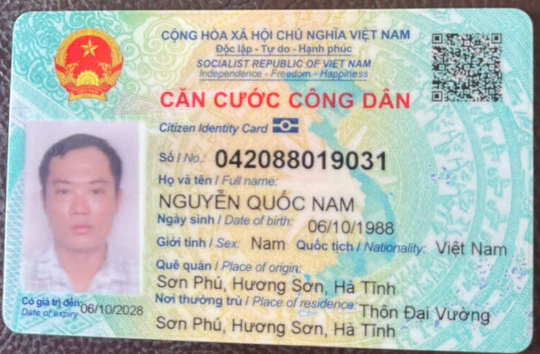 CỘNG HÒA XÃ HỘI CHỦ NGHĨA VIỆT NAM
Độc lập - Tự do - Hạnh phúc
SOCIALIST REPUBLIC OF VIET NAM
Independence - Freedom - Happiness
CĂN CƯỚC CÔNG DÂN
Citizen Identity Card
Số / No.: 042088019031
Họ và tên / Full name:
NGUYỄN QUỐC NAM
Ngày sinh / Date of birth: 06/10/1988
Giới tính / Sex: Nam Quốc tịch / Nationality: Việt Nam
Quê quán / Place of origin:
Sơn Phú, Hương Sơn, Hà Tĩnh
Nơi thường trú / Place of residence: Thôn Đại Vường
Sơn Phú, Hương Sơn, Hà Tĩnh
Có giá trị đến: 06/10/2028
Date of expiry